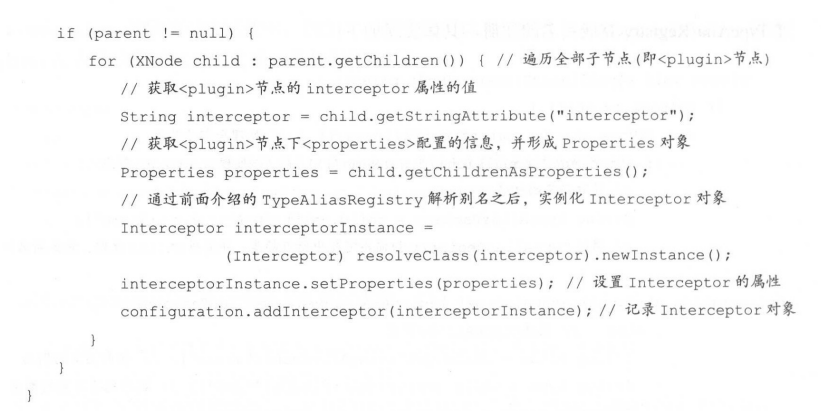 if (parent != null) {
for (XNode child : parent.getChildren()) { // 遍历全部子节点(即<plugin>节点)
// 获取<plugin>节点的 interceptor 属性的值
String interceptor = child.getStringAttribute("interceptor");
// 获取<plugin>节点下<properties>配置的信息，并形成 Properties 对象
Properties properties = child.getChildrenAsProperties();
// 通过前面介绍的 TypeAliasRegistry 解析别名之后，实例化 Interceptor 对象
Interceptor interceptorInstance =
(Interceptor) resolveClass(interceptor).newInstance();
interceptorInstance.setProperties(properties); // 设置 Interceptor 的属性
configuration.addInterceptor(interceptorInstance); // 记录 Interceptor 对象
}
}
}